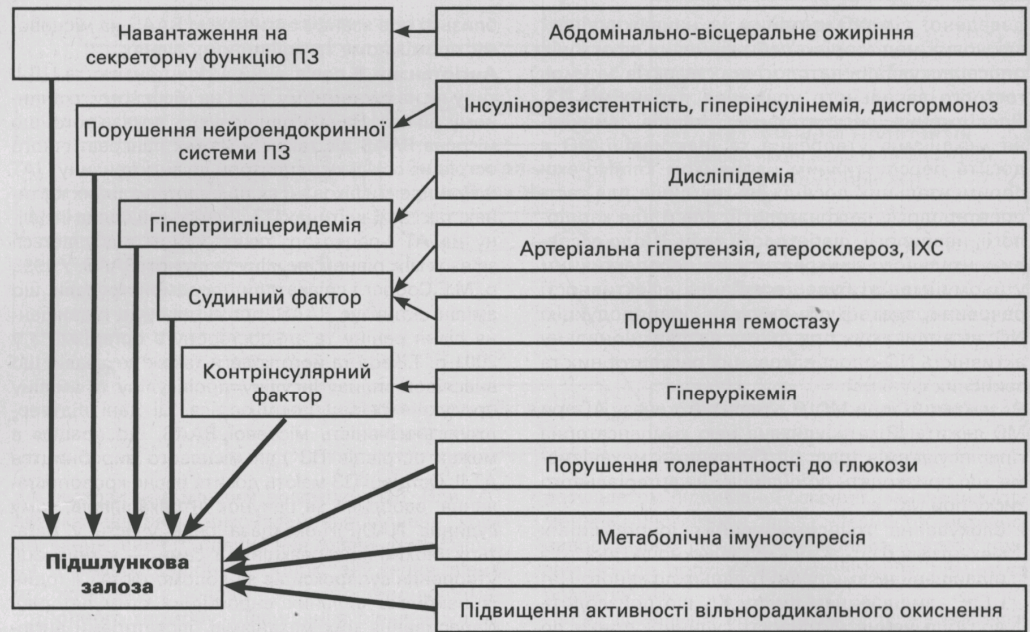 Навантаження на
секреторну функцію ПЗ
Абдомінально-вісцеральне ожиріння
Інсулінорезистентність, гіперінсулінемія, дисгормоноз
Порушення нейроендокринної
системи ПЗ
Дисліпідемія
Гіпертригліцеридемія
Артеріальна гіпертензія, атеросклероз, ІХС
Судинний фактор
Порушення гемостазу
Контрінсулярний
фактор
Гіперурікемія
Порушення толерантності до глюкози
Метаболічна імуносупресія
Підшлункова
залоза
Підвищення активності вільнорадикального окиснення